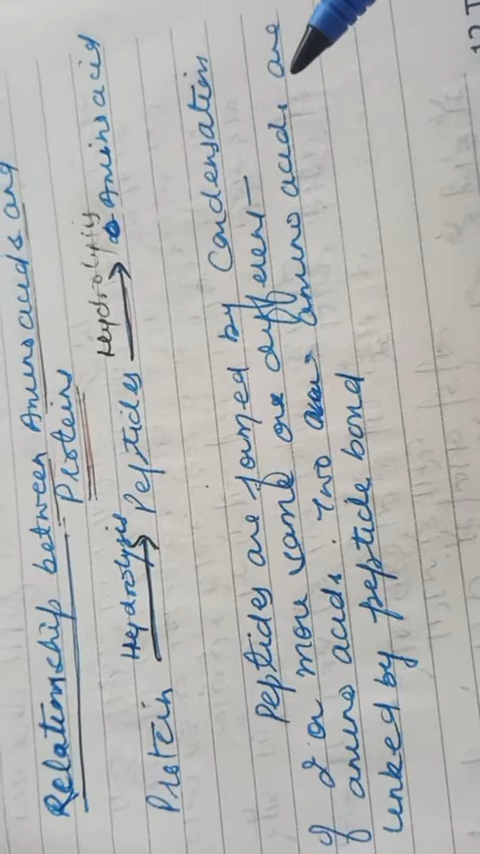 Relationship between Amino acids and
Proteins
Protein Hydrolysis → Peptides Hydrolysis → Amino acid
Peptides are formed by Condensation
of 2 or more same or different
amino acids. Two amino acids are
linked by peptide bond